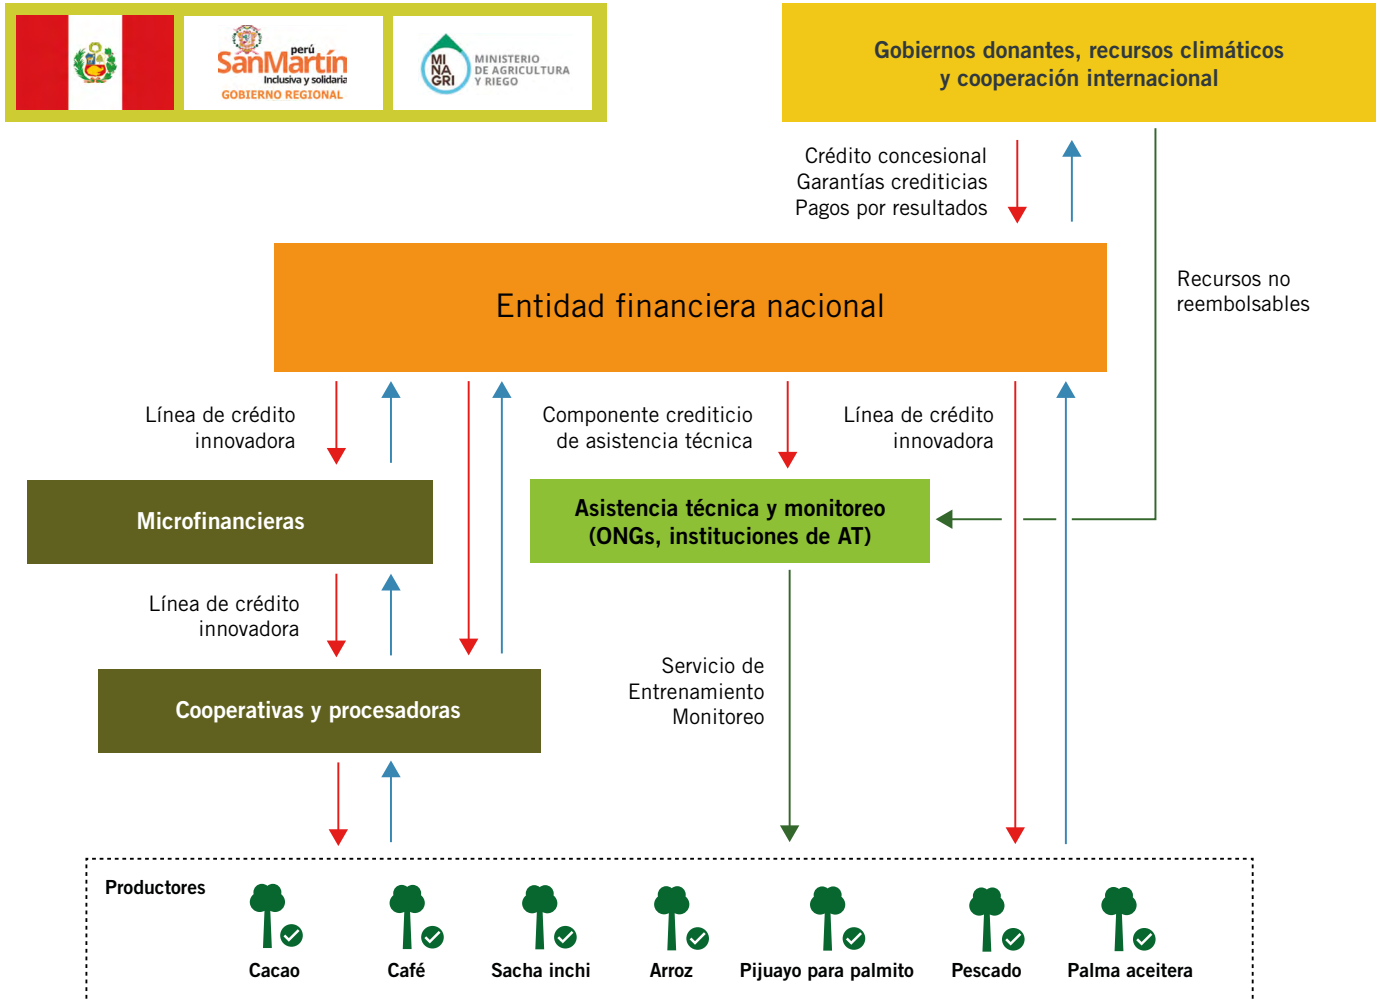 perú
SanMartín
Inclusiva y solidaria
GOBIERNO REGIONAL
MI
NA
GRI
MINISTERIO
DE AGRICULTURA
Y RIEGO
Gobiernos donantes, recursos climáticos
y cooperación internacional
Crédito concesional
Garantías crediticias
Pagos por resultados
Recursos no
reembolsables
Entidad financiera nacional
Línea de crédito
innovadora
Componente crediticio
de asistencia técnica
Línea de crédito
innovadora
Microfinancieras
Asistencia técnica y monitoreo
(ONGs, instituciones de AT)
Línea de crédito
innovadora
Servicio de
Entrenamiento
Monitoreo
Cooperativas y procesadoras
Productores
Cacao
Café
Sacha inchi
Arroz
Pijuayo para palmito
Pescado
Palma aceitera